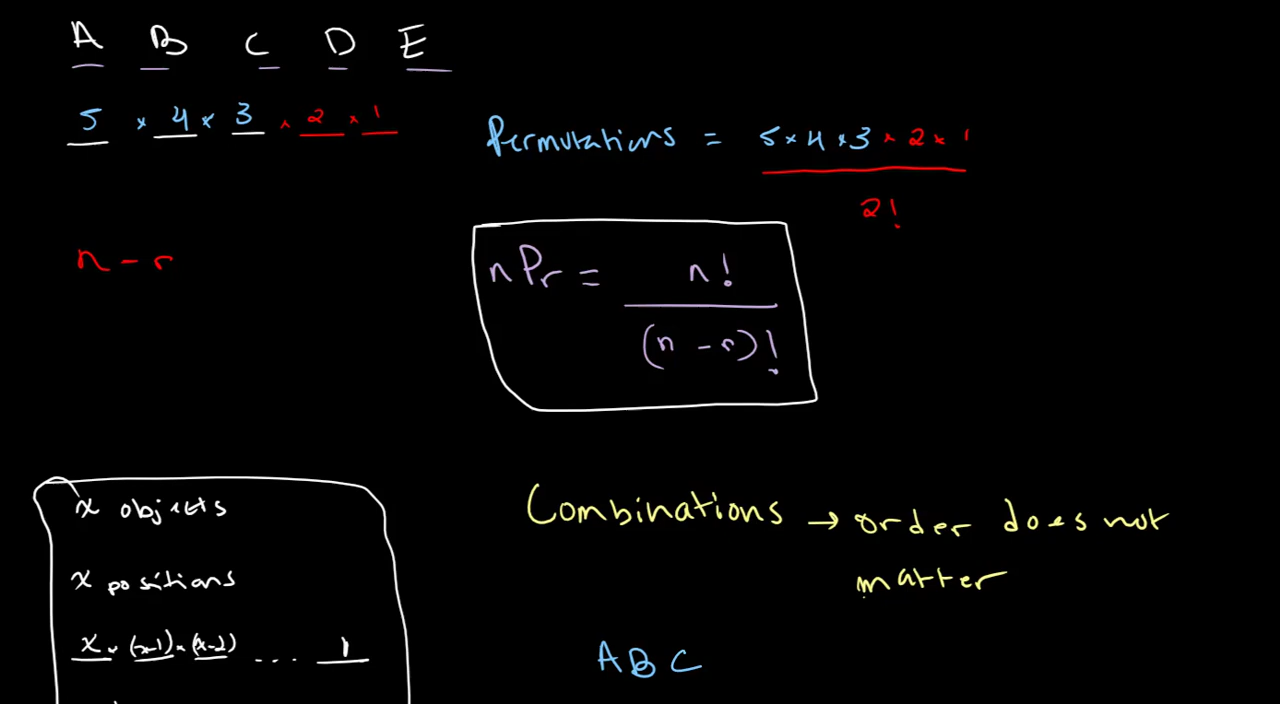 A B C D E
5 × 4 × 3 × 2 × 1
Permutations = 5 × 4 × 3 × 2 × 1
2!
n - r
nPr = n!
(n - r)!
x objects
x positions
x × (x-1) × (x-2) ... 1
Combinations → order does not
matter
A B C